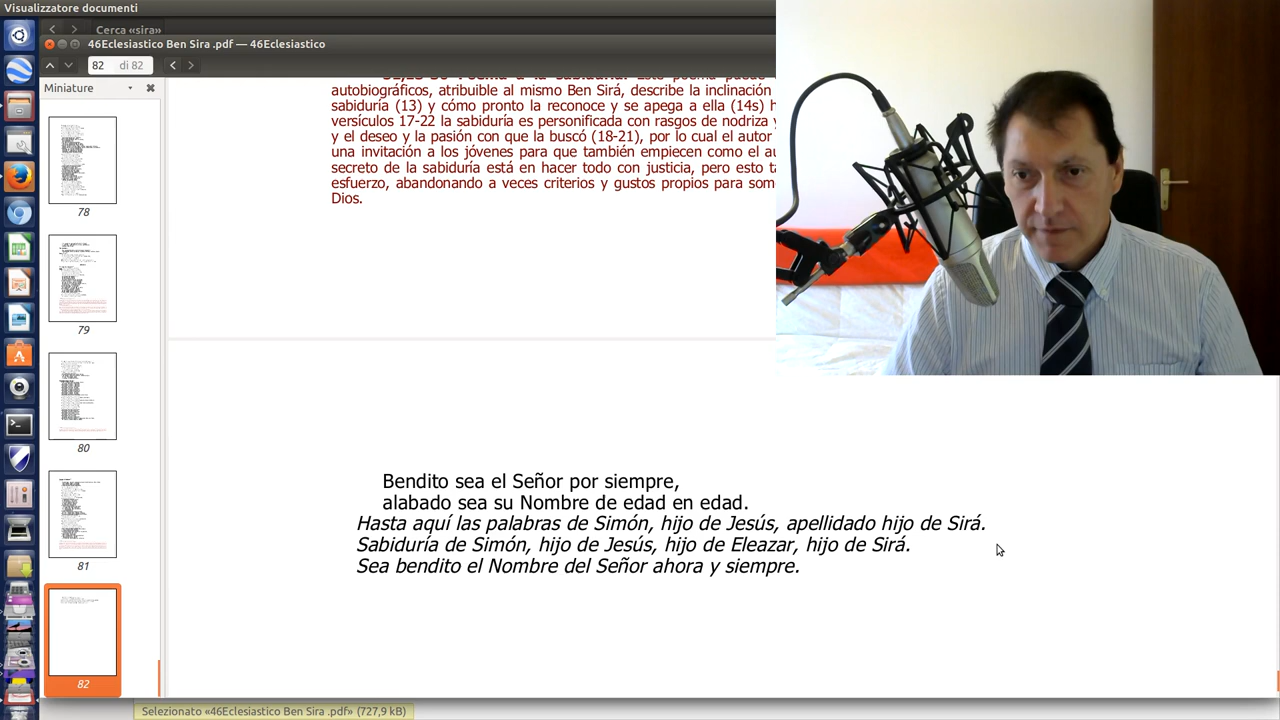 Visualizzatore documenti
Cerca «sira»
46Eclesiastico Ben Sira .pdf — 46Eclesiastico
82 di 82
Miniature
78
79
80
81
82
autobiográficos, atribuible al mismo Ben Sirá, describe la inclinación
sabiduría (13) y cómo pronto la reconoce y se apega a ella (14s)
versículos 17-22 la sabiduría es personificada con rasgos de nodriza y
y el deseo y la pasión con que la buscó (18-21), por lo cual el autor
una invitación a los jóvenes para que también empiecen como el
secreto de la sabiduría está en hacer todo con justicia, pero esto
esfuerzo, abandonando a veces criterios y gustos propios para
Dios.
Bendito sea el Señor por siempre,
alabado sea su Nombre de edad en edad.
Hasta aquí las palabras de Simón, hijo de Jesús, apellidado hijo de Sirá.
Sabiduría de Simón, hijo de Jesús, hijo de Eleazar, hijo de Sirá.
Sea bendito el Nombre del Señor ahora y siempre.
Selezionato «46Eclesiastico Ben Sira .pdf» (727,9 kB)